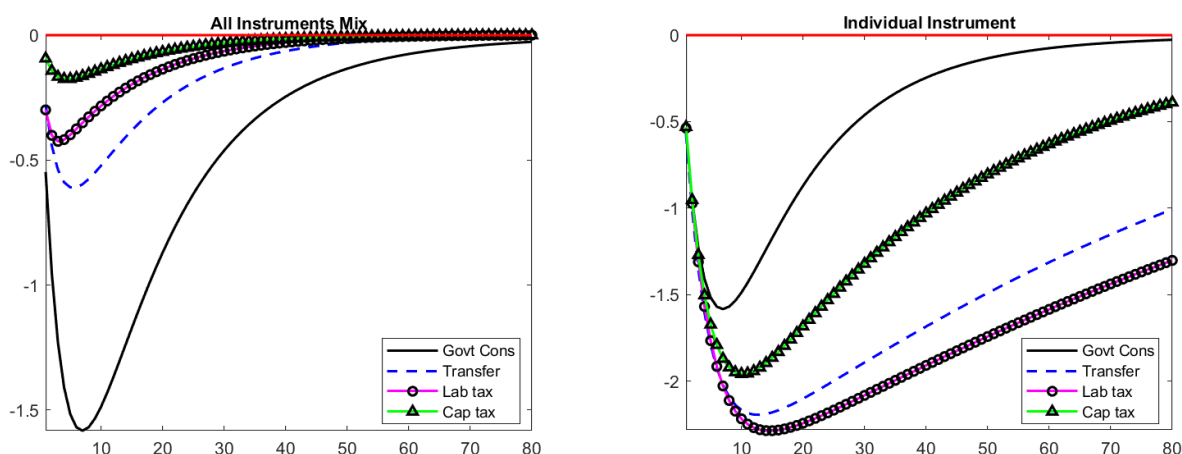 All Instruments Mix
0
-0.5
-1
-1.5
10 20 30 40 50 60 70 80
Govt Cons
Transfer
Lab tax
Cap tax
Individual Instrument
0
-0.5
-1
-1.5
-2
10 20 30 40 50 60 70 80
Govt Cons
Transfer
Lab tax
Cap tax